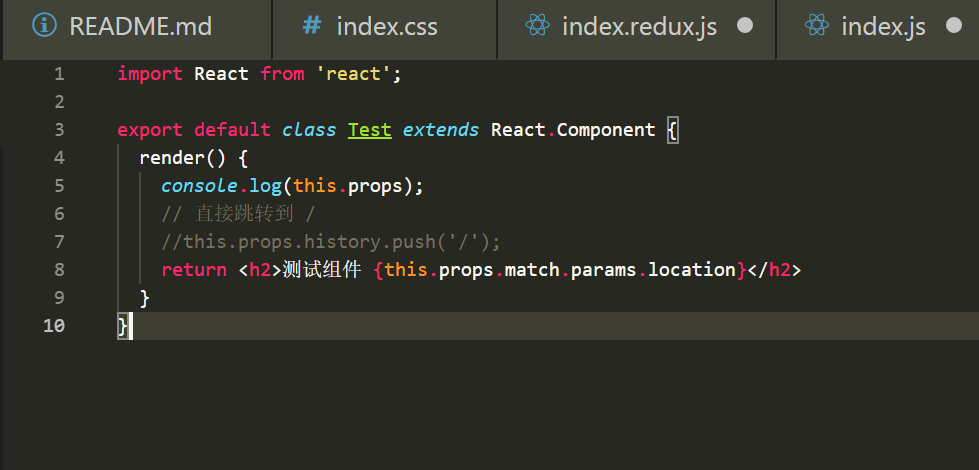 README.md # index.css index.redux.js index.js
1 import React from 'react';
2
3 export default class Test extends React.Component {
4   render() {
5     console.log(this.props);
6     // 直接跳转到 /
7     //this.props.history.push('/');
8     return <h2>测试组件 {this.props.match.params.location}</h2>
9   }
10 }